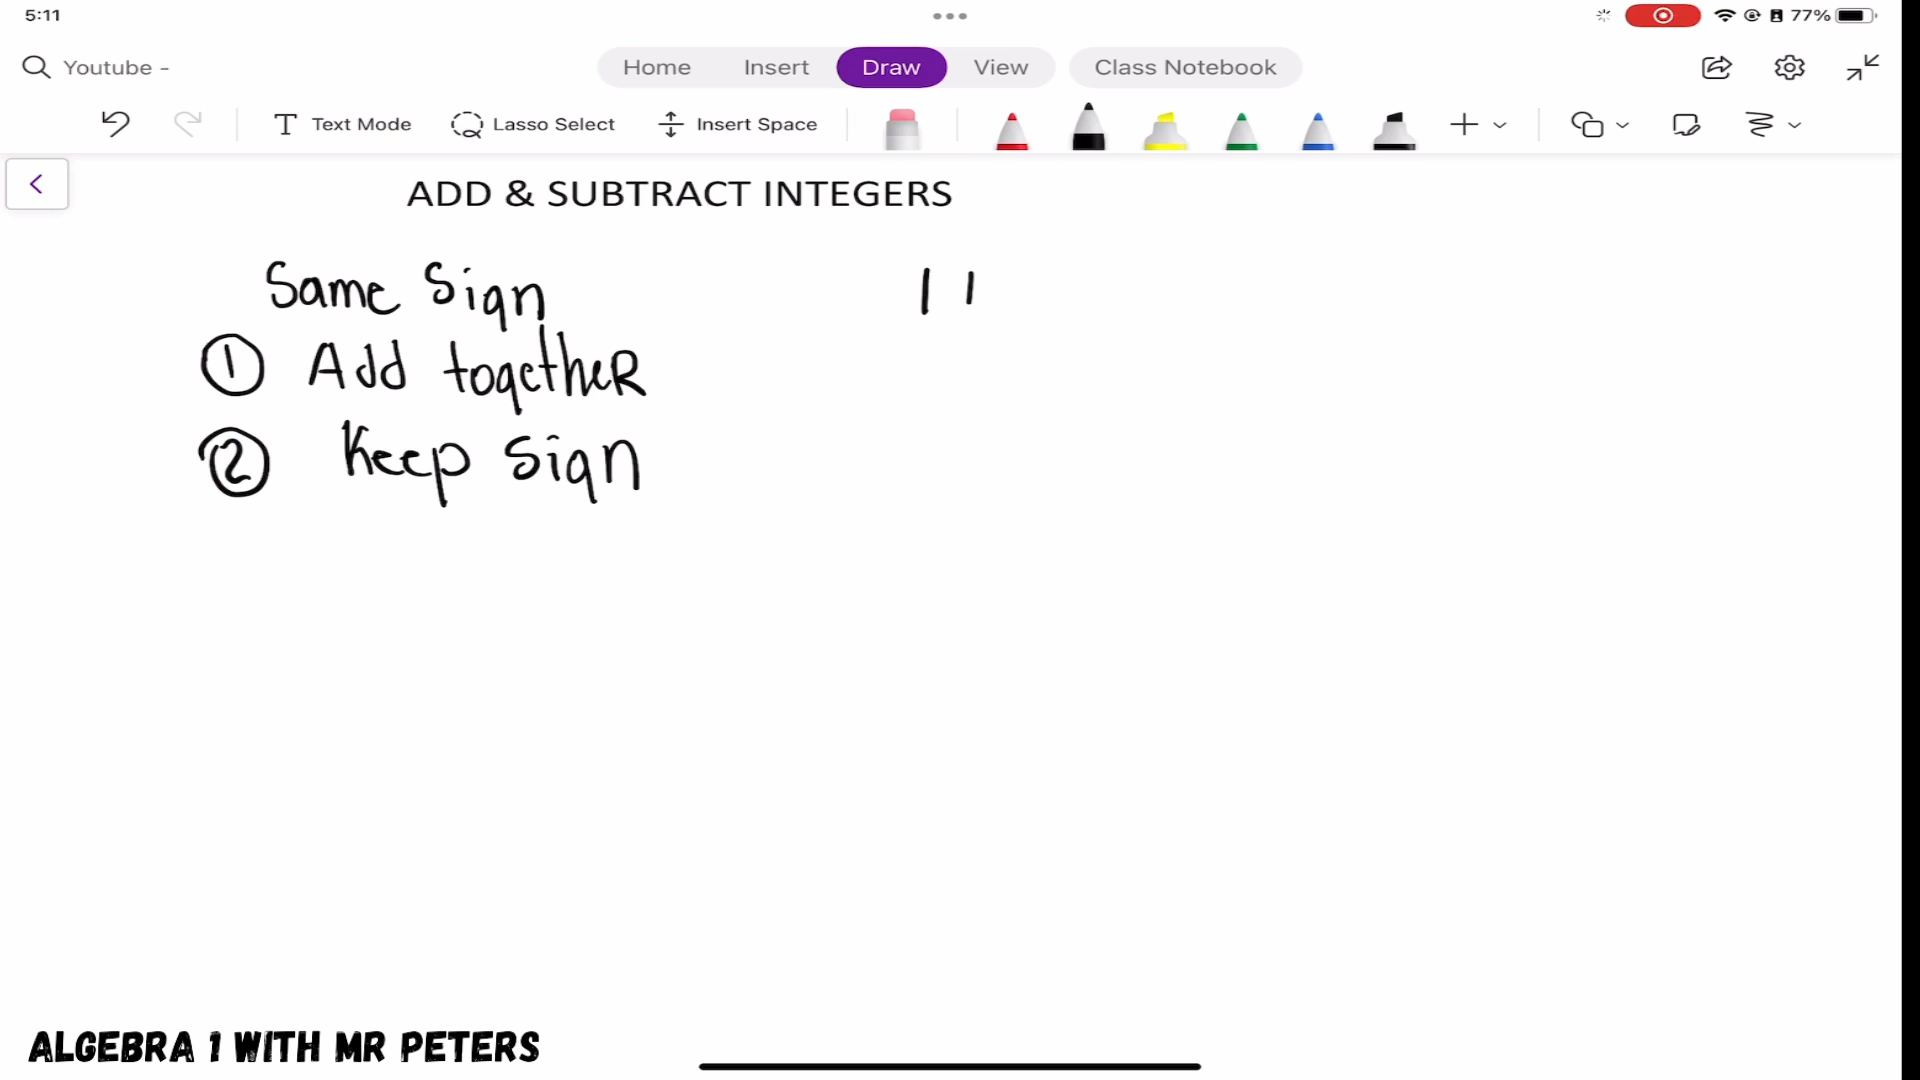 5:11
77%
Youtube -
Home Insert Draw View Class Notebook
Text Mode Lasso Select Insert Space
ADD & SUBTRACT INTEGERS
Same Sign
1 Add together
2 Keep Sign
ALGEBRA 1 WITH MR PETERS